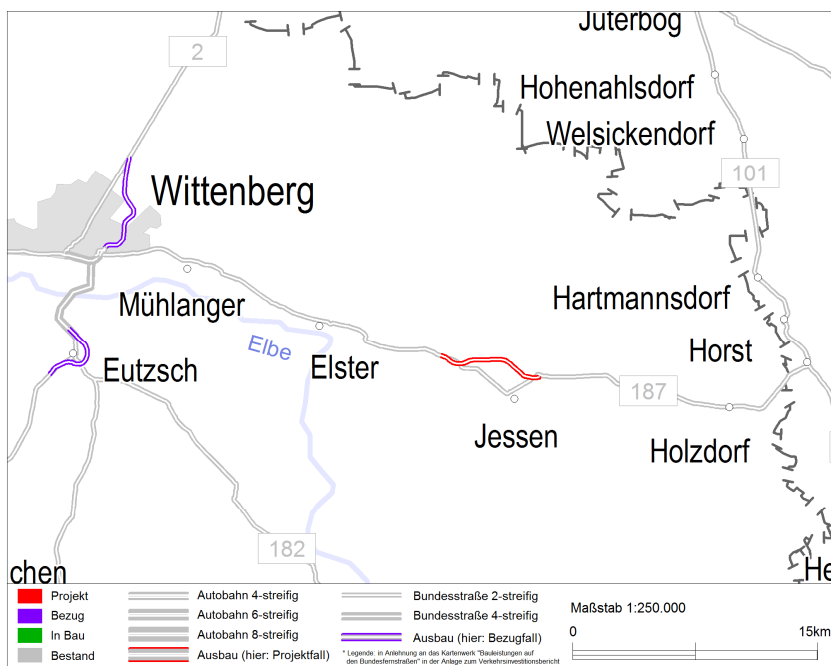 Jüterbog
2
Hohenahlsdorf
Welsickendorf
101
Wittenberg
Mühlanger
Hartmannsdorf
Elbe
Horst
Eutzsch
Elster
187
Jessen
Holzdorf
182
chen
He
Projekt
Bezug
In Bau
Bestand
Autobahn 4-streifig
Autobahn 6-streifig
Autobahn 8-streifig
Ausbau (hier: Projektfall)
Bundesstraße 2-streifig
Bundesstraße 4-streifig
Ausbau (hier: Bezugfall)
* Legende: in Anlehnung an das Kartenwerk "Bauleistungen auf
den Bundesfernstraßen" in der Anlage zum Verkehrsinvestitionsbericht
Maßstab 1:250.000
0 15km